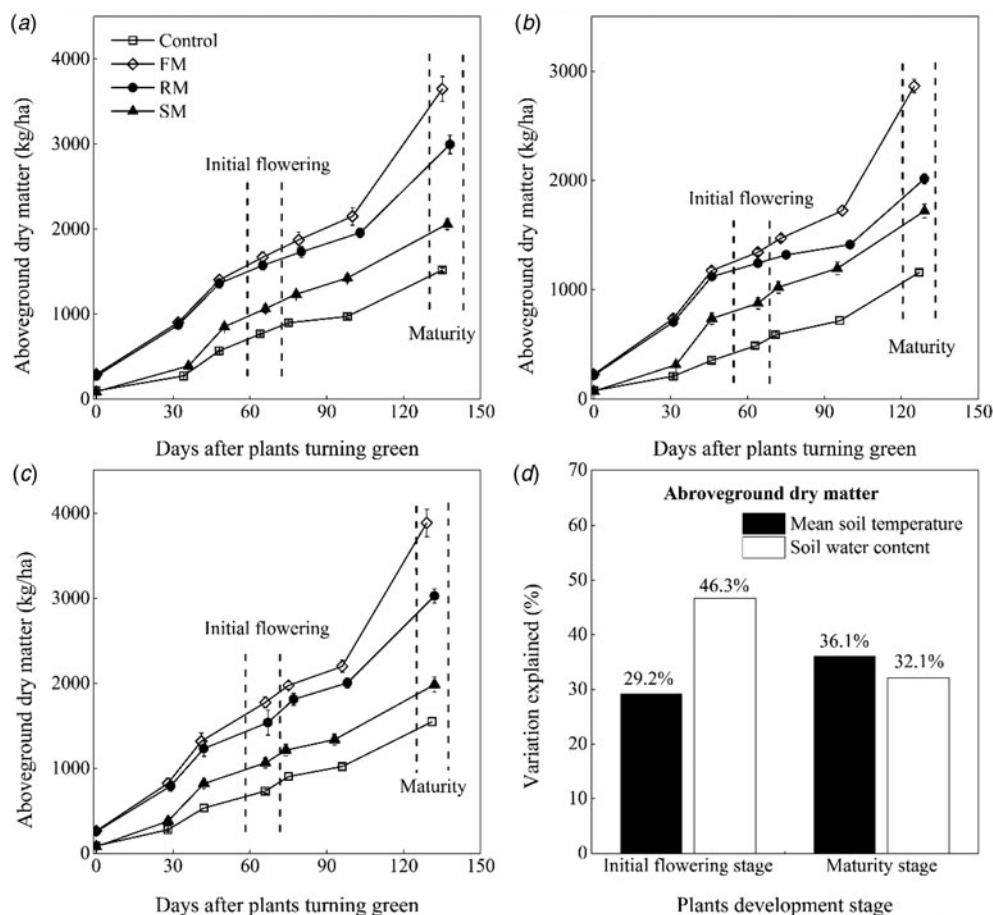 (a)
Control
FM
RM
SM
Initial flowering
Maturity
4000
3000
2000
1000
0
0 30 60 90 120 150
Aboveground dry matter (kg/ha)
Days after plants turning green
(b)
Initial flowering
Maturity
3000
2000
1000
0
0 30 60 90 120 150
Aboveground dry matter (kg/ha)
Days after plants turning green
(c)
Initial flowering
Maturity
4000
3000
2000
1000
0
0 30 60 90 120 150
Aboveground dry matter (kg/ha)
Days after plants turning green
(d)
Abroveground dry matter
Mean soil temperature
Soil water content
70
60
50
40
30
20
10
0
Variation explained (%)
29.2%
46.3%
36.1%
32.1%
Initial flowering stage Maturity stage
Plants development stage